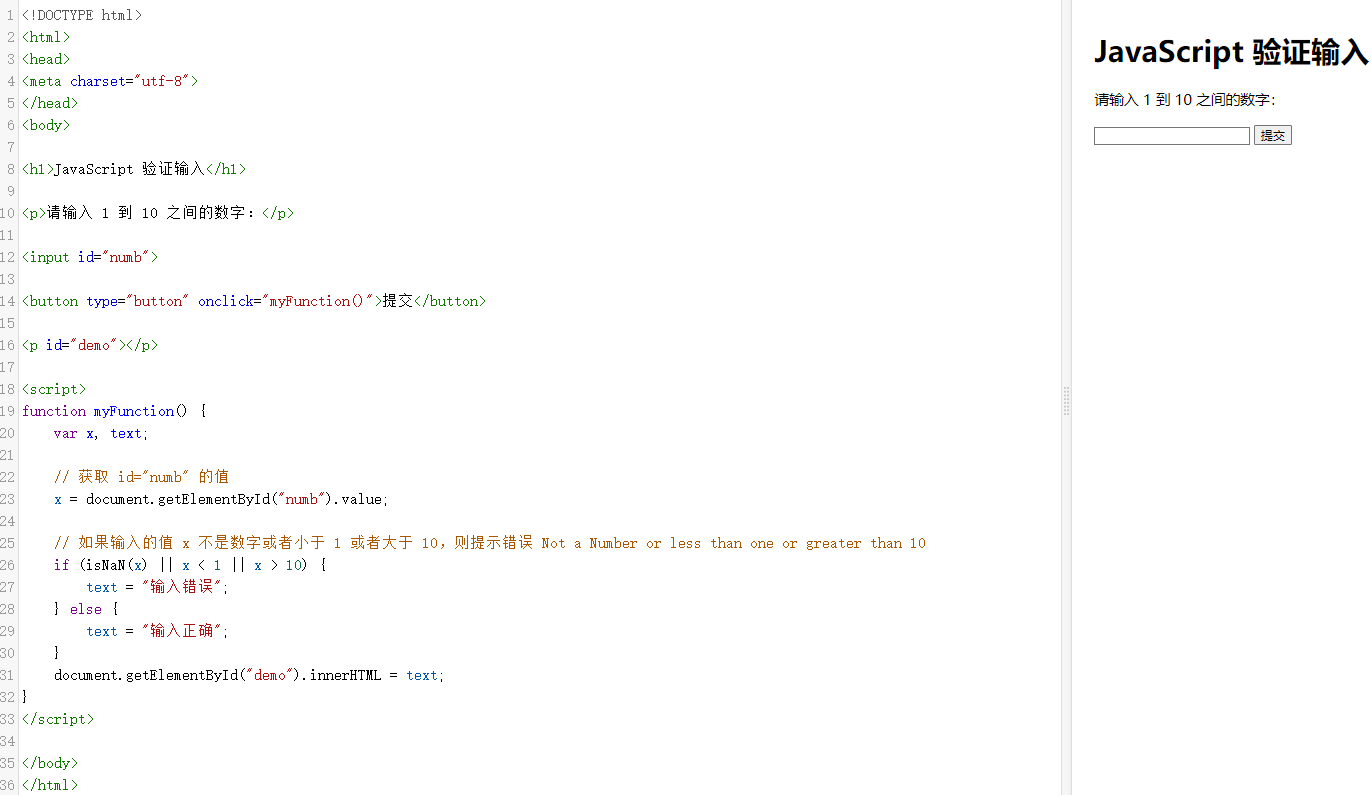 1 <!DOCTYPE html>
2 <html>
3 <head>
4 <meta charset="utf-8">
5 </head>
6 <body>
7
8 <h1>JavaScript 验证输入</h1>
9
10 <p>请输入 1 到 10 之间的数字：</p>
11
12 <input id="numb">
13
14 <button type="button" onclick="myFunction()">提交</button>
15
16 <p id="demo"></p>
17
18 <script>
19 function myFunction() {
20     var x, text;
21
22     // 获取 id="numb" 的值
23     x = document.getElementById("numb").value;
24
25     // 如果输入的值 x 不是数字或者小于 1 或者大于 10，则提示错误 Not a Number or less than one or greater than 10
26     if (isNaN(x) || x < 1 || x > 10) {
27         text = "输入错误";
28     } else {
29         text = "输入正确";
30     }
31     document.getElementById("demo").innerHTML = text;
32 }
33 </script>
34
35 </body>
36 </html>
JavaScript 验证输入
请输入 1 到 10 之间的数字：
提交